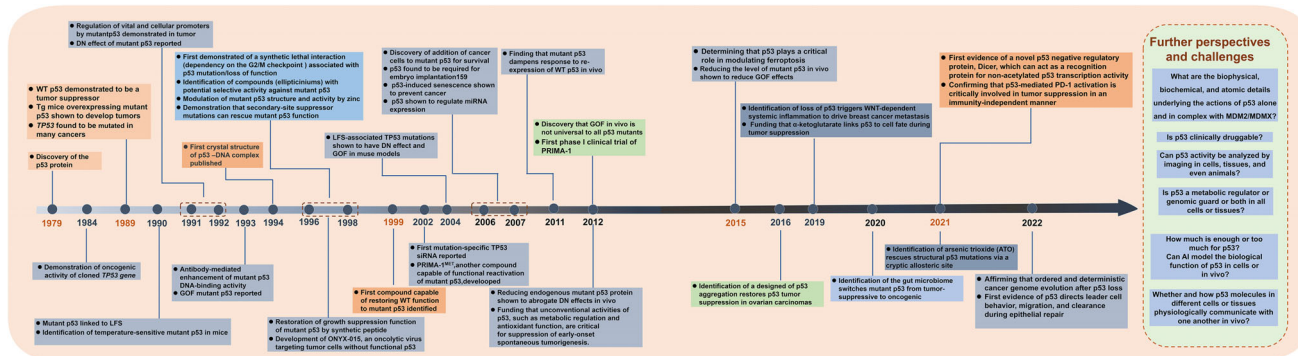 Regulation of vital and cellular promoters
by mutantp53 demonstrated in tumor
DN effect of mutant p53 reported
WT p53 demonstrated to be a
tumor suppressor
Tg mice overexpressing mutant
p53 shown to develop tumors
TP53 found to be mutated in
many cancers
Discovery of the
p53 protein
First demonstrated of a synthetic lethal interaction
(dependency on the G2/M checkpoint ) associated with
p53 mutation/loss of function
Identification of compounds (ellipticiniums) with
potential selective activity against mutant p53
Modulation of mutant p53 structure and activity by zinc
Demonstration that secondary-site suppressor
mutations can rescue mutant p53 function
First crystal structure
of p53 –DNA complex
published
LFS-associated TP53 mutations
shown to have DN effect and
GOF in muse models
Discovery of addition of cancer
cells to mutant p53 for survival
p53 found to be required for
embryo implantation159
p53-induced senescence shown
to prevent cancer
p53 shown to regulate miRNA
expression
Finding that mutant p53
dampens response to re-
expression of WT p53 in vivo
Discovery that GOF in vivo is
not universal to all p53 mutants
First phase I clinical trial of
PRIMA-1
Determining that p53 plays a critical
role in modulating ferroptosis
Reducing the level of mutant p53 in vivo
shown to reduce GOF effects
Identification of loss of p53 triggers WNT-dependent
systemic inflammation to drive breast cancer metastasis
Funding that α-ketoglutarate links p53 to cell fate during
tumor suppression
First evidence of a novel p53 negative regulatory
protein, Dicer, which can act as a recognition
protein for non-acetylated p53 transcription activity
Confirming that p53-mediated PD-1 activation is
critically involved in tumor suppression in an
immunity-independent manner
1979 1984 1989 1990 1991 1992 1993 1994 1996 1998 1999 2002 2004 2006 2007 2011 2012 2015 2016 2019 2020 2021 2022
Demonstration of oncogenic
activity of cloned TP53 gene
Mutant p53 linked to LFS
Identification of temperature-sensitive mutant p53 in mice
Antibody-mediated
enhancement of mutant p53
DNA-binding activity
GOF mutant p53 reported
Restoration of growth suppression function
of mutant p53 by synthetic peptide
Development of ONYX-015, an oncolytic virus
targeting tumor cells without functional p53
First compound capable of
restoring WT function
to mutant p53 identified
First mutation-specific TP53
siRNA reported
PRIMA-1MET,another compound
capable of functional reactivation
of mutant p53,develooped
Reducing endogenous mutant p53 protein
shown to abrogate DN effects in vivo
Funding that unconventional activities of
p53, such as metabolic regulation and
antioxidant function, are critical
for suppression of early-onset
spontaneous tumorigenesis.
Identification of a designed of p53
aggregation restores p53 tumor
suppression in ovarian carcinomas
Identification of the gut microbiome
switches mutant p53 from tumor-
suppressive to oncogenic
Identification of arsenic trioxide (ATO)
rescues structural p53 mutations via a
cryptic allosteric site
Affirming that ordered and deterministic
cancer genome evolution after p53 loss
First evidence of p53 directs leader cell
behavior, migration, and clearance
during epithelial repair
Further perspectives
and challenges
What are the biophysical,
biochemical, and atomic details
underlying the actions of p53 alone
and in complex with MDM2/MDMX?
Is p53 clinically druggable?
Can p53 activity be analyzed by
imaging in cells, tissues, and
even animals?
Is p53 a metabolic regulator or
genomic guard or both in all
cells or tissues?
How much is enough or too
much for p53?
Can AI model the biological
function of p53 in cells or
in vivo?
Whether and how p53 molecules in
different cells or tissues
physiologically communicate with
one another in vivo?